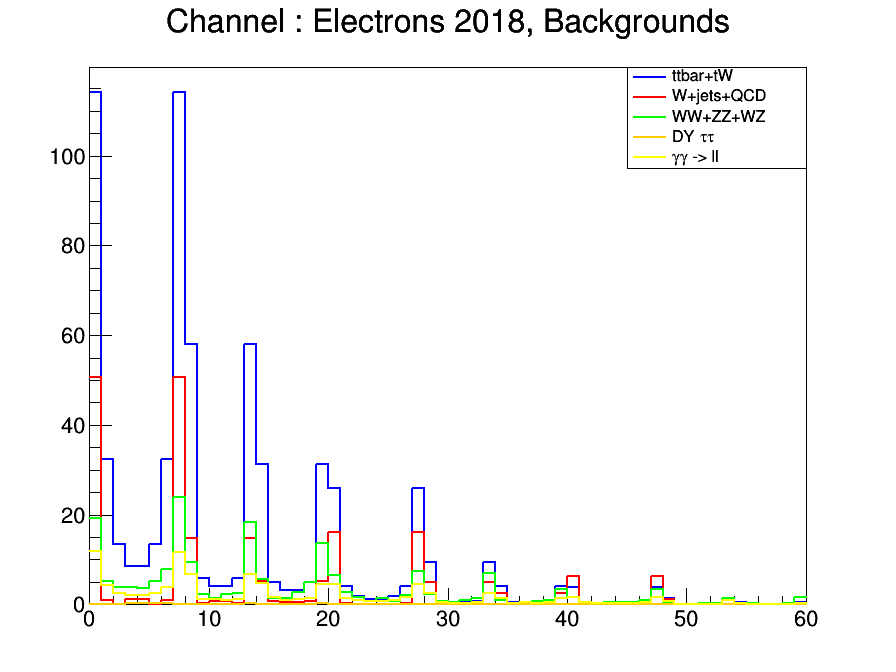 Channel : Electrons 2018, Backgrounds
ttbar+tW
W+jets+QCD
WW+ZZ+WZ
DY ττ
γγ -> ll
100
80
60
40
20
0
0 10 20 30 40 50 60